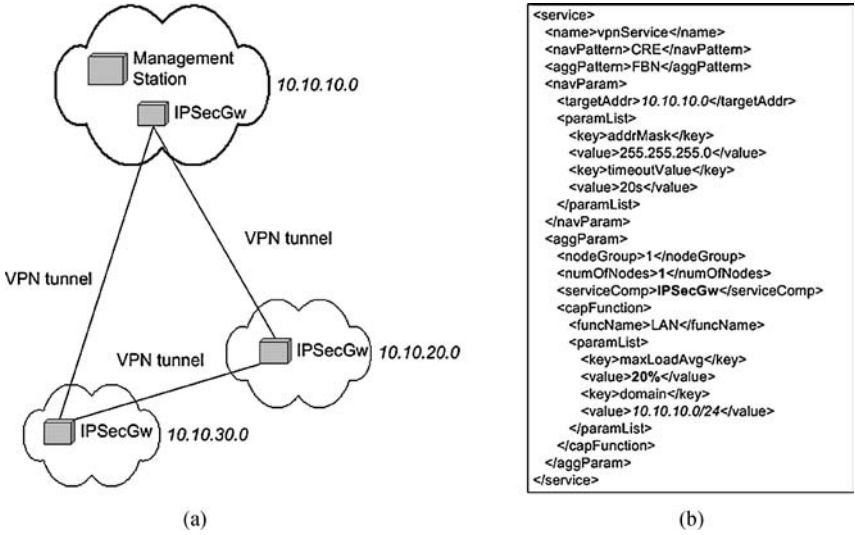 Management
Station
10.10.10.0
IPSecGw
VPN tunnel
VPN tunnel
IPSecGw
10.10.20.0
VPN tunnel
IPSecGw
10.10.30.0
(a)
<service>
<name>vpnService</name>
<navPattern>CRE</navPattern>
<aggPattern>FBN</aggPattern>
<navParam>
<targetAddr>10.10.10.0</targetAddr>
<paramList>
<key>addrMask</key>
<value>255.255.255.0</value>
<key>timeoutValue</key>
<value>20s</value>
</paramList>
</navParam>
<aggParam>
<nodeGroup>1</nodeGroup>
<numOfNodes>1</numOfNodes>
<serviceComp>IPSecGw</serviceComp>
<capFunction>
<funcName>LAN</funcName>
<paramList>
<key>maxLoadAvg</key>
<value>20%</value>
<key>domain</key>
<value>10.10.10.0/24</value>
</paramList>
</capFunction>
</aggParam>
</service>
(b)